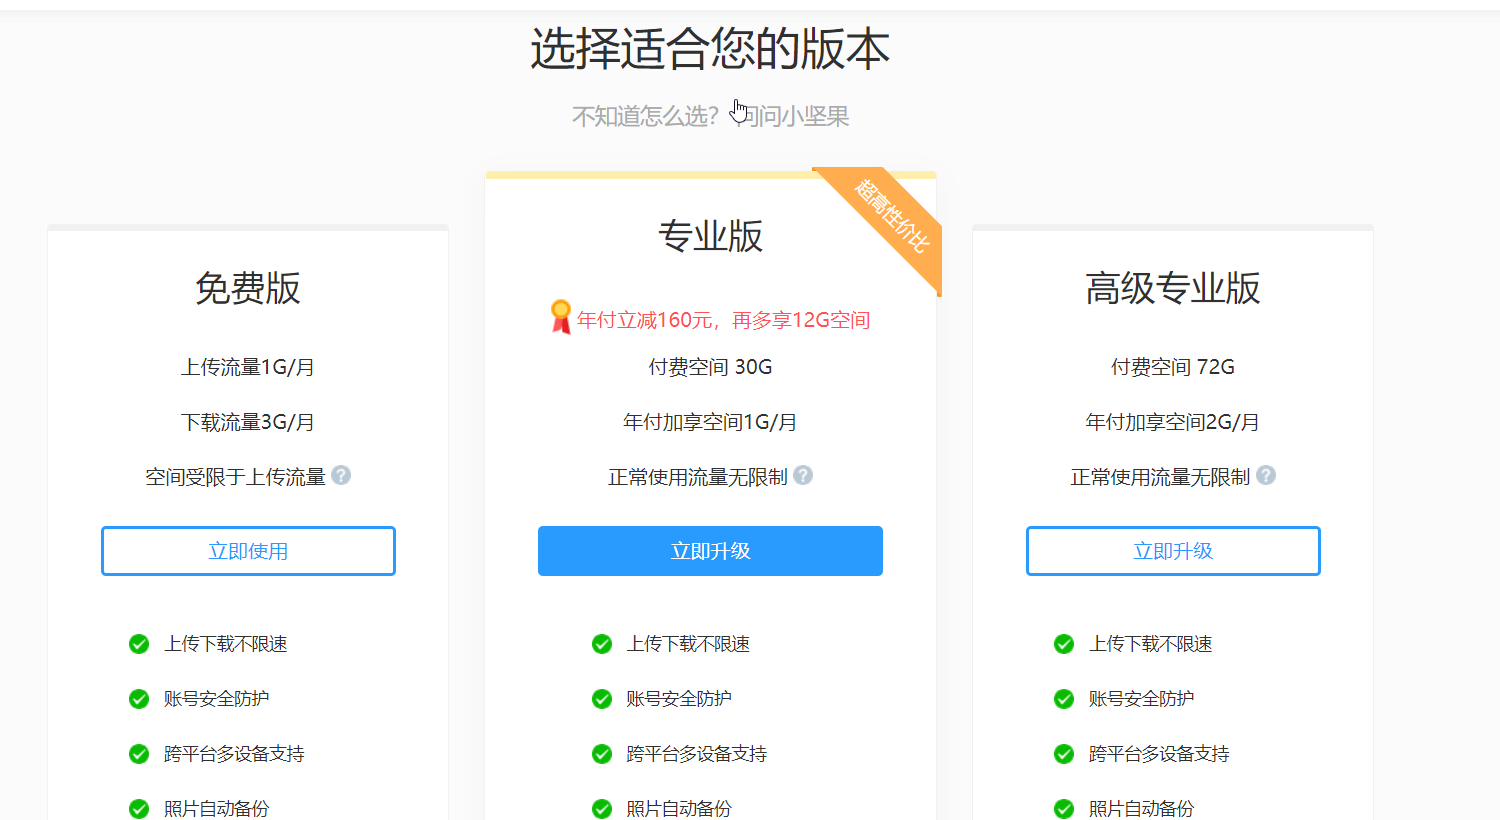 选择适合您的版本
不知道怎么选？问问小坚果
免费版
上传流量1G/月
下载流量3G/月
空间受限于上传流量
立即使用
上传下载不限速
账号安全防护
跨平台多设备支持
照片自动备份
超高性价比
专业版
年付立减160元，再多享12G空间
付费空间 30G
年付加享空间1G/月
正常使用流量无限制
立即升级
上传下载不限速
账号安全防护
跨平台多设备支持
照片自动备份
高级专业版
付费空间 72G
年付加享空间2G/月
正常使用流量无限制
立即升级
上传下载不限速
账号安全防护
跨平台多设备支持
照片自动备份